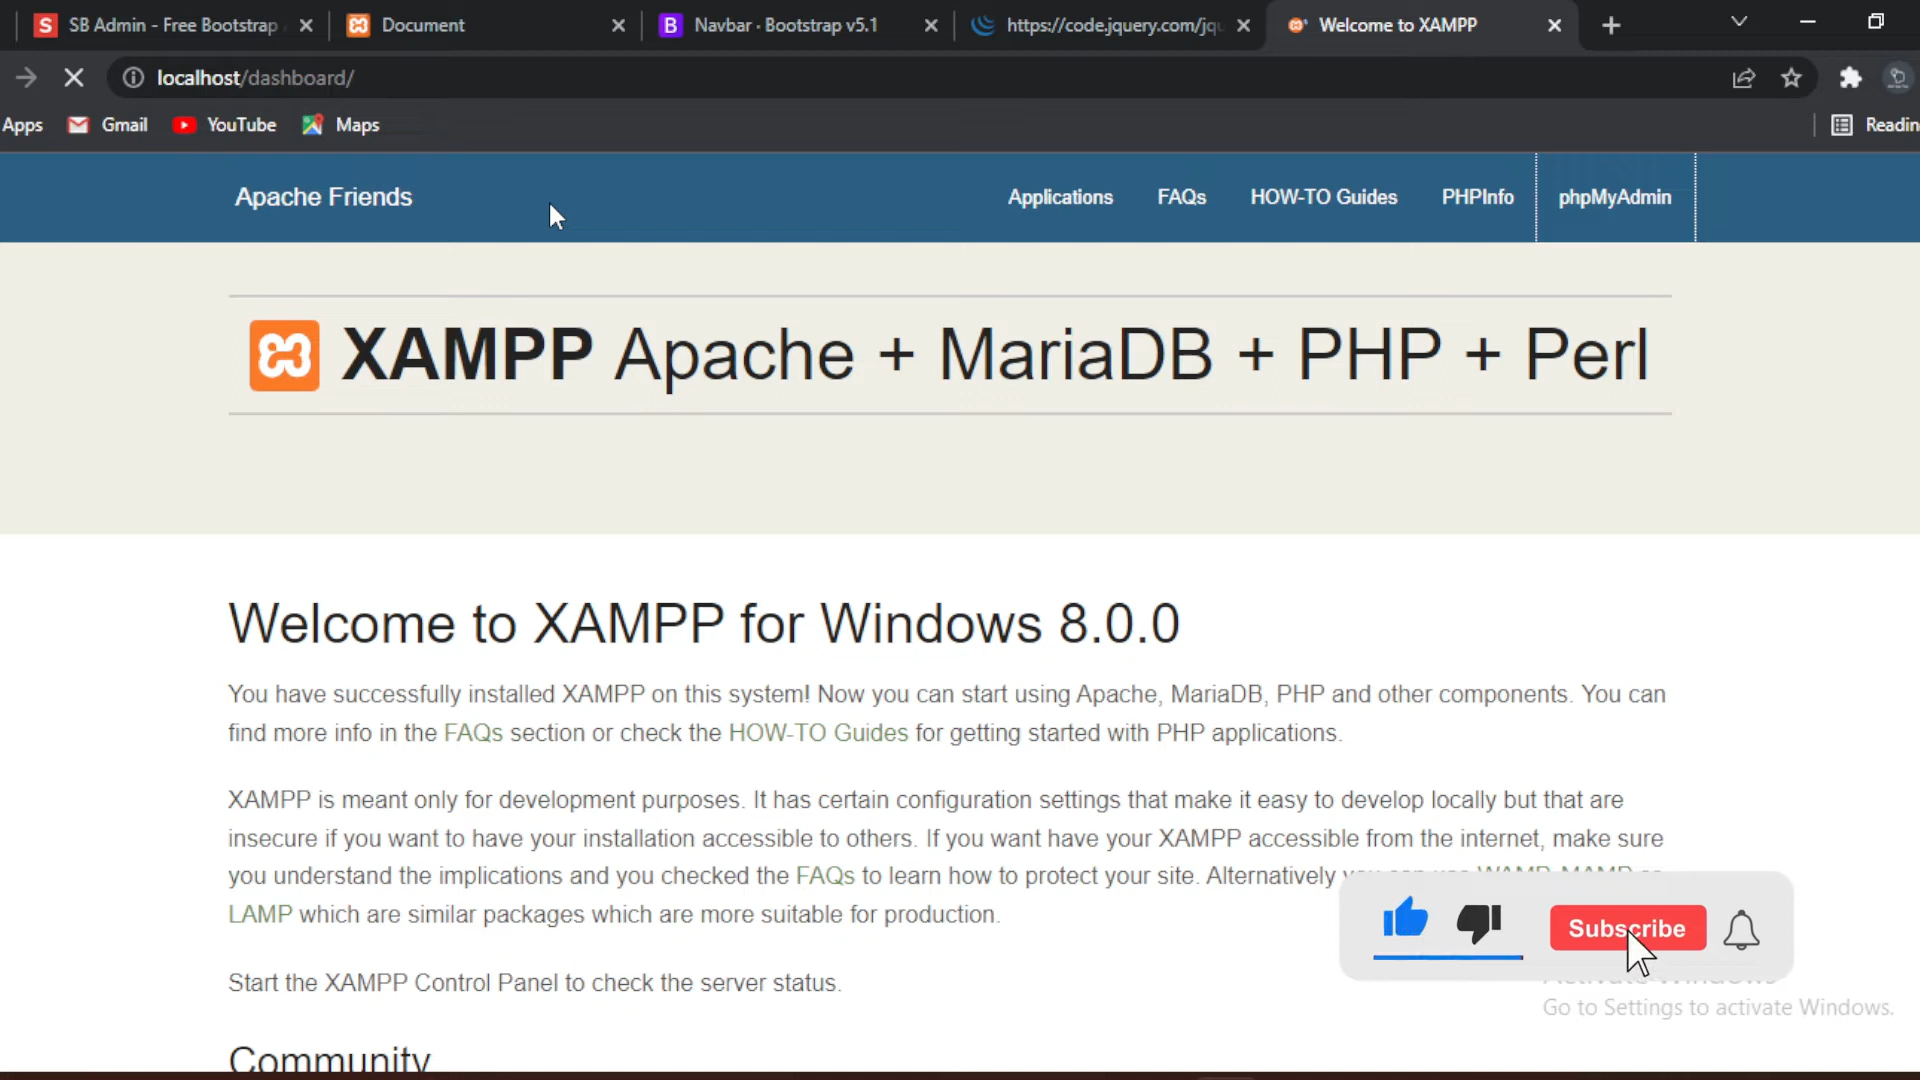 SB Admin - Free Bootstrap
Document
Navbar · Bootstrap v5.1
https://code.jquery.com/jqu
Welcome to XAMPP
localhost/dashboard/
Apps
Gmail
YouTube
Maps
Readin
Apache Friends
Applications
FAQs
HOW-TO Guides
PHPInfo
phpMyAdmin
XAMPP Apache + MariaDB + PHP + Perl
Welcome to XAMPP for Windows 8.0.0
You have successfully installed XAMPP on this system! Now you can start using Apache, MariaDB, PHP and other components. You can
find more info in the FAQs section or check the HOW-TO Guides for getting started with PHP applications.
XAMPP is meant only for development purposes. It has certain configuration settings that make it easy to develop locally but that are
insecure if you want to have your installation accessible to others. If you want have your XAMPP accessible from the internet, make sure
you understand the implications and you checked the FAQs to learn how to protect your site. Alternatively
LAMP which are similar packages which are more suitable for production.
Subscribe
Start the XAMPP Control Panel to check the server status.
Go to Settings to activate Windows.
Community